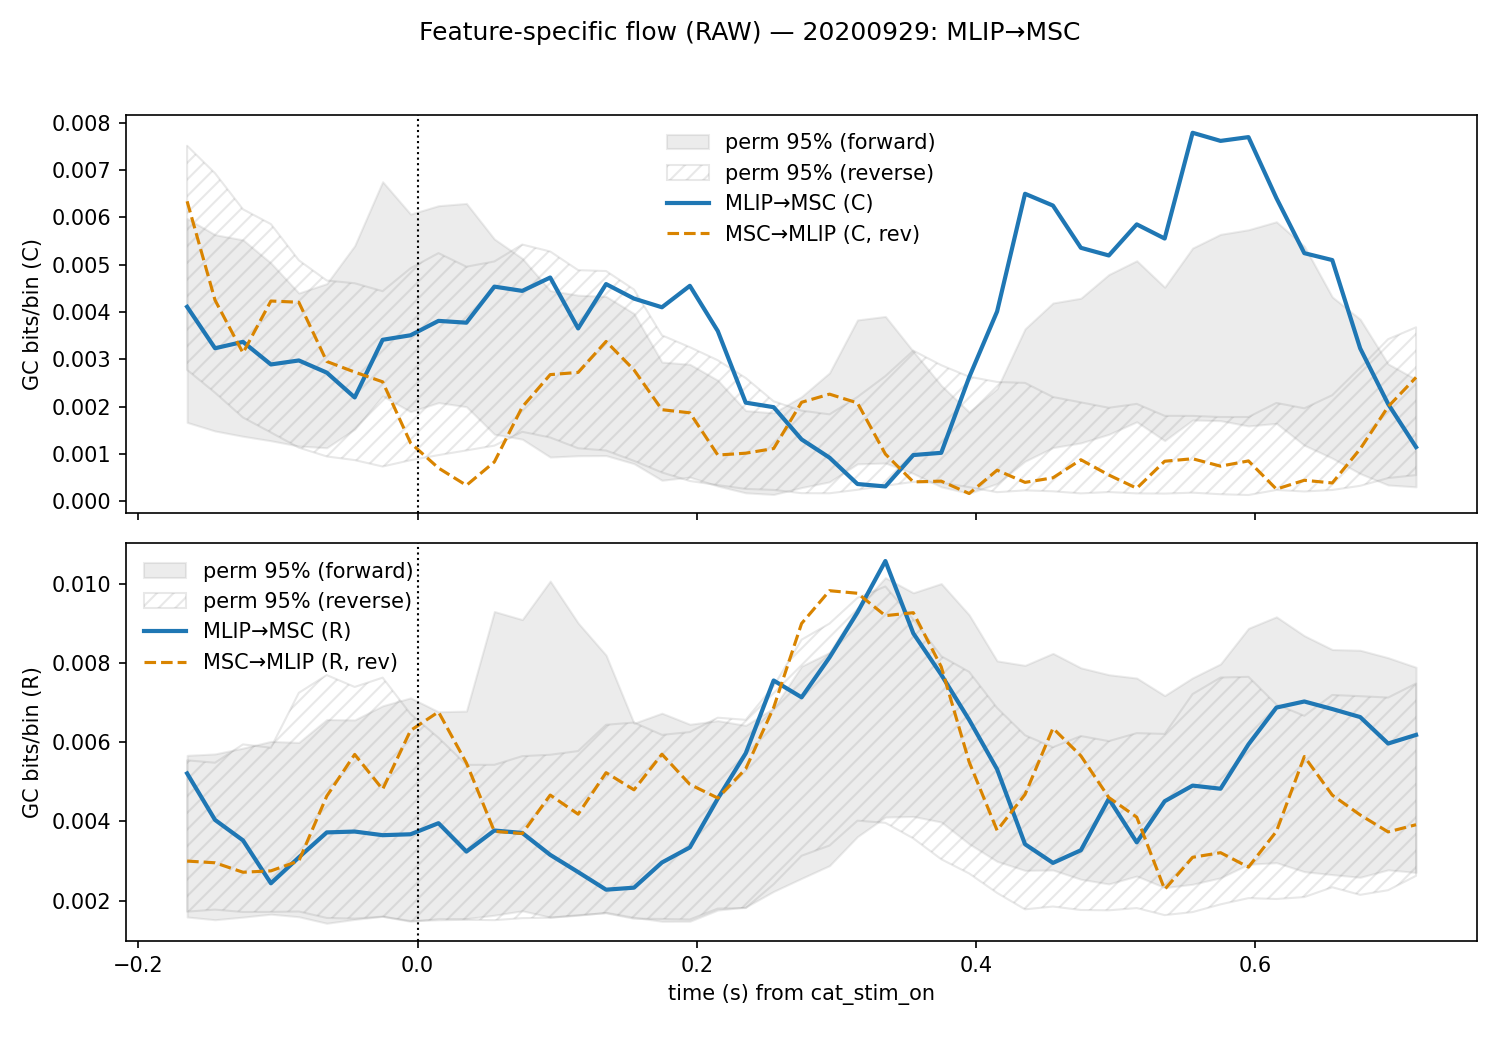 Feature-specific flow (RAW) — 20200929: MLIP→MSC
GC bits/bin (C)
0.008
0.007
0.006
0.005
0.004
0.003
0.002
0.001
0.000
perm 95% (forward)
perm 95% (reverse)
MLIP→MSC (C)
MSC→MLIP (C, rev)
GC bits/bin (R)
0.010
0.008
0.006
0.004
0.002
perm 95% (forward)
perm 95% (reverse)
MLIP→MSC (R)
MSC→MLIP (R, rev)
−0.2 0.0 0.2 0.4 0.6
time (s) from cat_stim_on